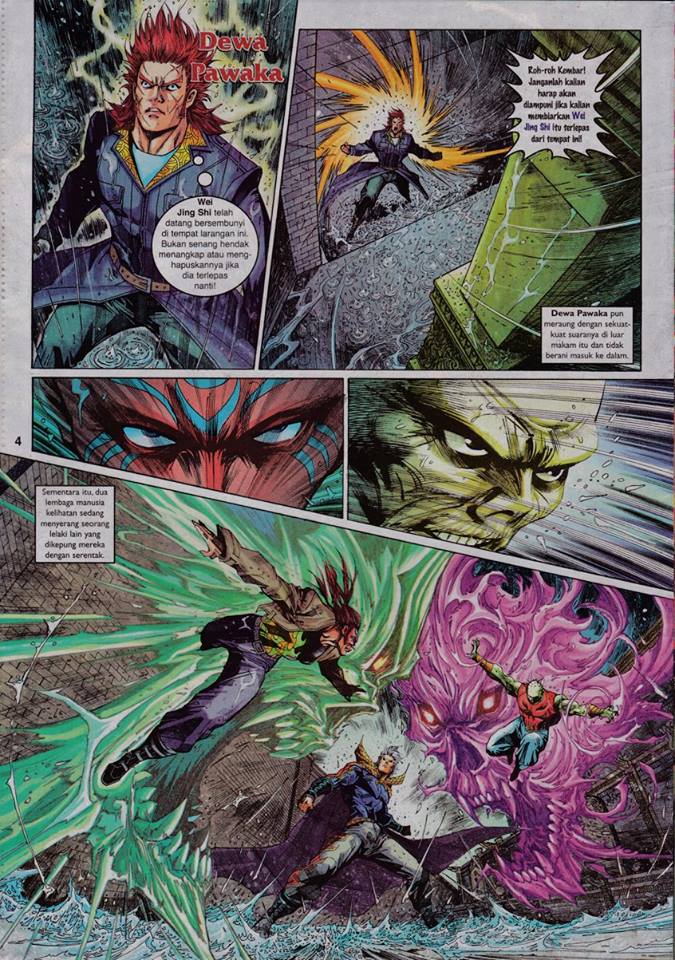 Dewa
Pawaka
Wei
Jing Shi telah
datang bersembunyi
di tempat larangan ini.
Bukan senang hendak
menangkap atau meng-
hapuskannya jika
dia terlepas
nanti!
Roh-roh Kembar!
Janganlah kalian
harap akan
diampuni jika kalian
membiarkan Wei
Jing Shi itu terlepas
dari tempat ini!
Dewa Pawaka pun
meraung dengan sekuat-
kuat suaranya di luar
makam itu dan tidak
berani masuk ke dalam.
4
Sementara itu, dua
lembaga manusia
kelihatan sedang
menyerang seorang
lelaki lain yang
dikepung mereka
dengan serentak.